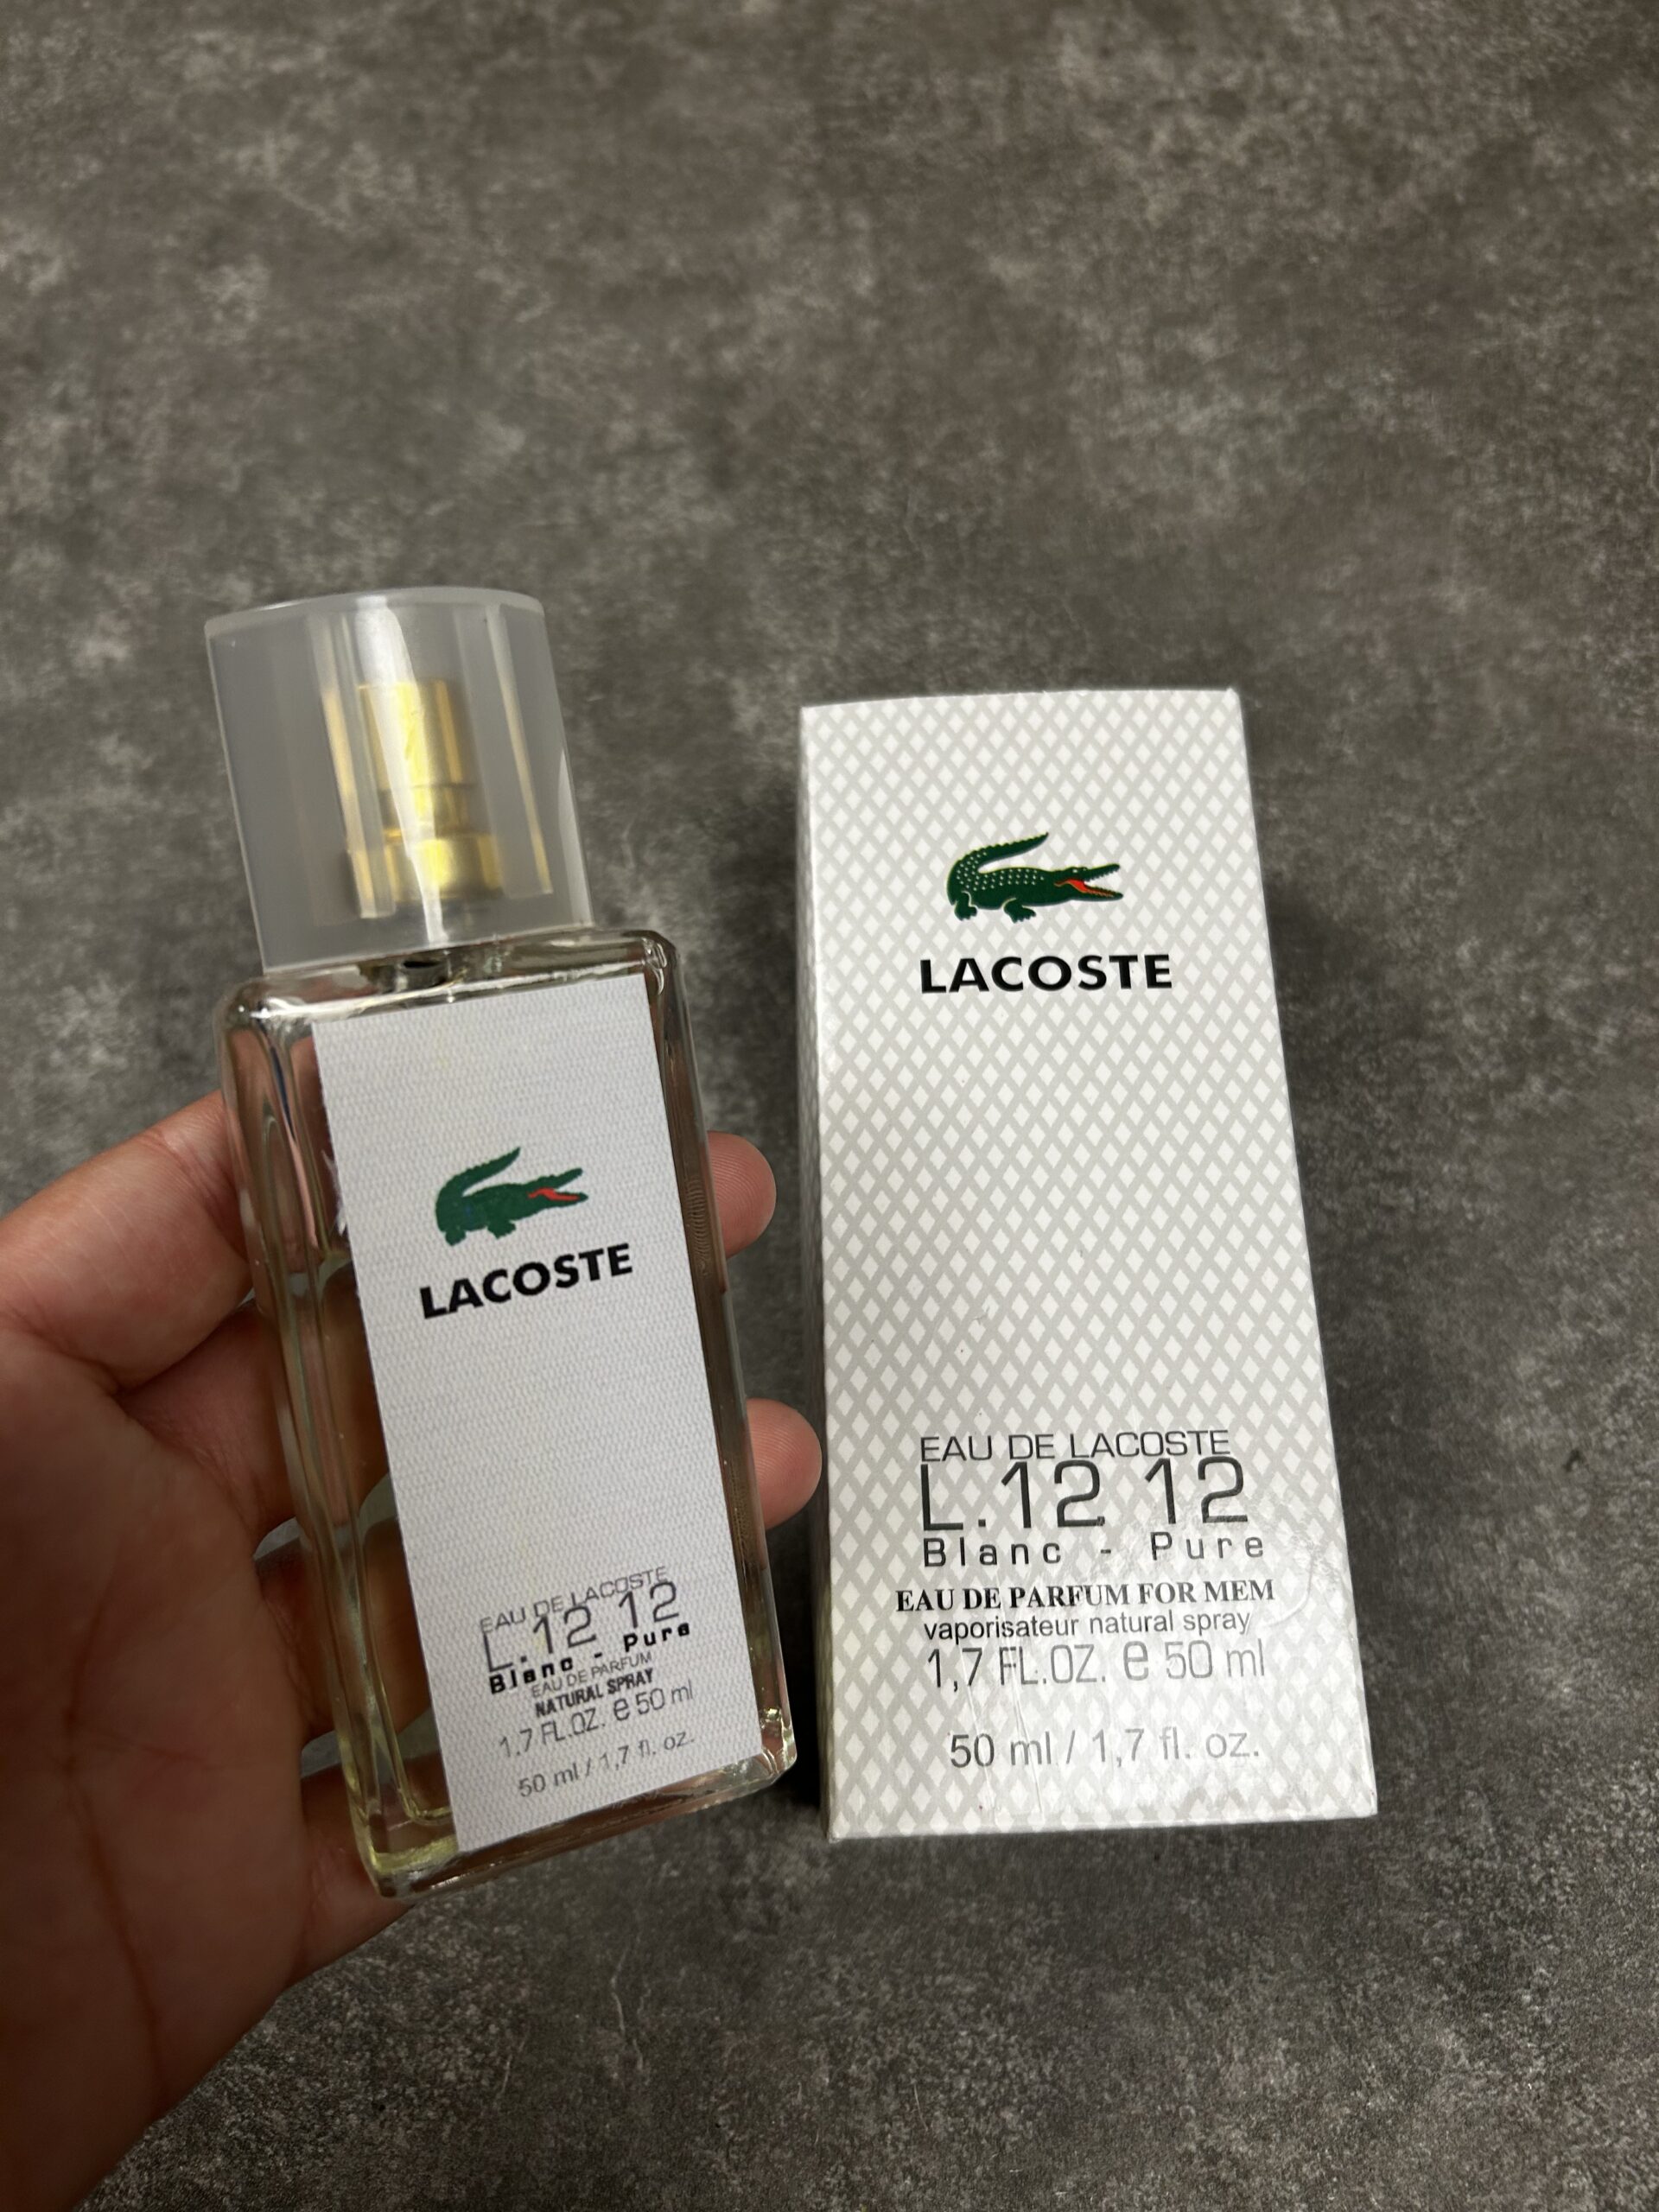 LACOSTE
EAU DE LACOSTE
L.12 12
Blanc - Pure
EAU DE PARFUM
NATURAL SPRAY
1.7 FL.OZ. e 50 ml
50 ml / 1,7 fl. oz.
LACOSTE
EAU DE LACOSTE
L.12 12
Blanc - Pure
EAU DE PARFUM FOR MEM
vaporisateur natural spray
1,7 FL.OZ. e 50 ml
50 ml / 1,7 fl. oz.